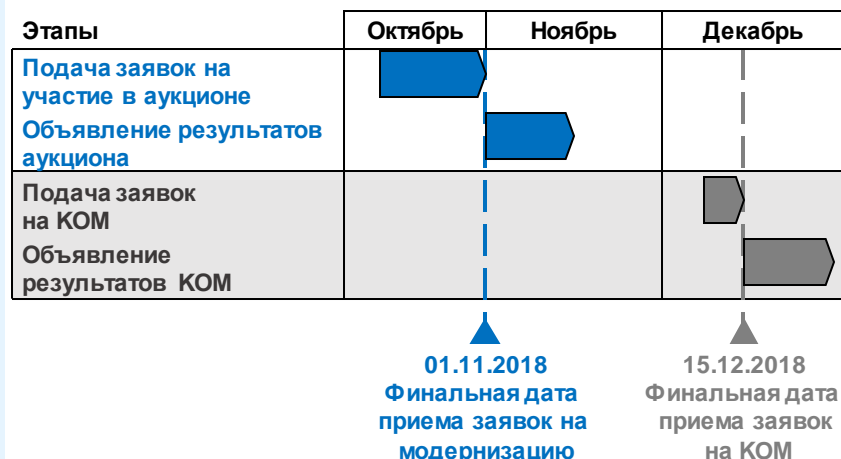 Этапы
Октябрь
Ноябрь
Декабрь
Подача заявок на
участие в аукционе
Объявление результатов
аукциона
Подача заявок
на КОМ
Объявление
результатов КОМ
01.11.2018
Финальная дата
приема заявок на
модернизацию
15.12.2018
Финальная дата
приема заявок
на КОМ